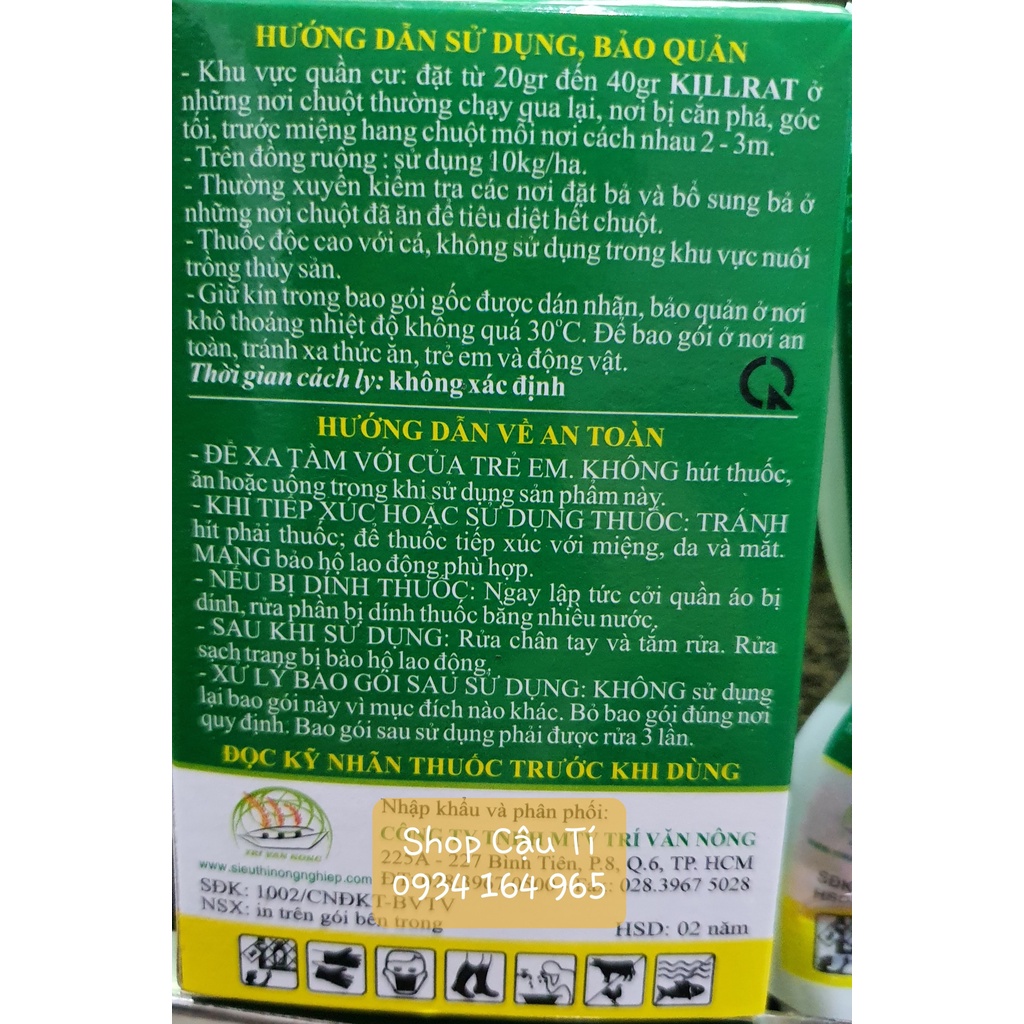 HƯỚNG DẪN SỬ DỤNG, BẢO QUẢN
- Khu vực quần cư: đặt từ 20gr đến 40gr KILLRAT ở
những nơi chuột thường chạy qua lại, nơi bị cắn phá, góc
tối, trước miệng hang chuột mỗi nơi cách nhau 2 - 3m.
- Trên đồng ruộng : sử dụng 10kg/ha.
- Thường xuyên kiểm tra các nơi đặt bả và bổ sung bả ở
những nơi chuột đã ăn để tiêu diệt hết chuột.
- Thuốc độc cao với cá, không sử dụng trong khu vực nuôi
trồng thủy sản.
- Giữ kín trong bao gói gốc được dán nhãn, bảo quản ở nơi
khô thoáng nhiệt độ không quá 30°C. Để bao gói ở nơi an
toàn, tránh xa thức ăn, trẻ em và động vật.
Thời gian cách ly: không xác định
HƯỚNG DẪN VỀ AN TOÀN
- ĐỂ XA TẦM VỚI CỦA TRẺ EM. KHÔNG hút thuốc,
ăn hoặc uống trong khi sử dụng sản phẩm này.
- KHI TIẾP XÚC HOẶC SỬ DỤNG THUỐC: TRÁNH
hít phải thuốc; để thuốc tiếp xúc với miệng, da và mắt.
MANG bảo hộ lao động phù hợp.
- NẾU BỊ DÍNH THUỐC: Ngay lập tức cởi quần áo bị
dính, rửa phần bị dính thuốc bằng nhiều nước.
- SAU KHI SỬ DỤNG: Rửa chân tay và tắm rửa. Rửa
sạch trang bị bảo hộ lao động.
- XỬ LÝ BAO GÓI SAU SỬ DỤNG: KHÔNG sử dụng
lại bao gói này vì mục đích nào khác. Bỏ bao gói đúng nơi
quy định. Bao gói sau sử dụng phải được rửa 3 lần.
ĐỌC KỸ NHÃN THUỐC TRƯỚC KHI DÙNG
Nhập khẩu và phân phối:
CÔNG TY TNHH MTV TRÍ VĂN NÔNG
225A - 227 Bình Tiên, P.8, Q.6, TP. HCM
028.3967 5028
TRI VAN NONG
www.sieuthinongnghiep.com
SĐK: 1002/CNĐKT-BVTV
NSX: in trên gói bên trong
HSD: 02 năm
Shop Cậu Tí
0934 164 965